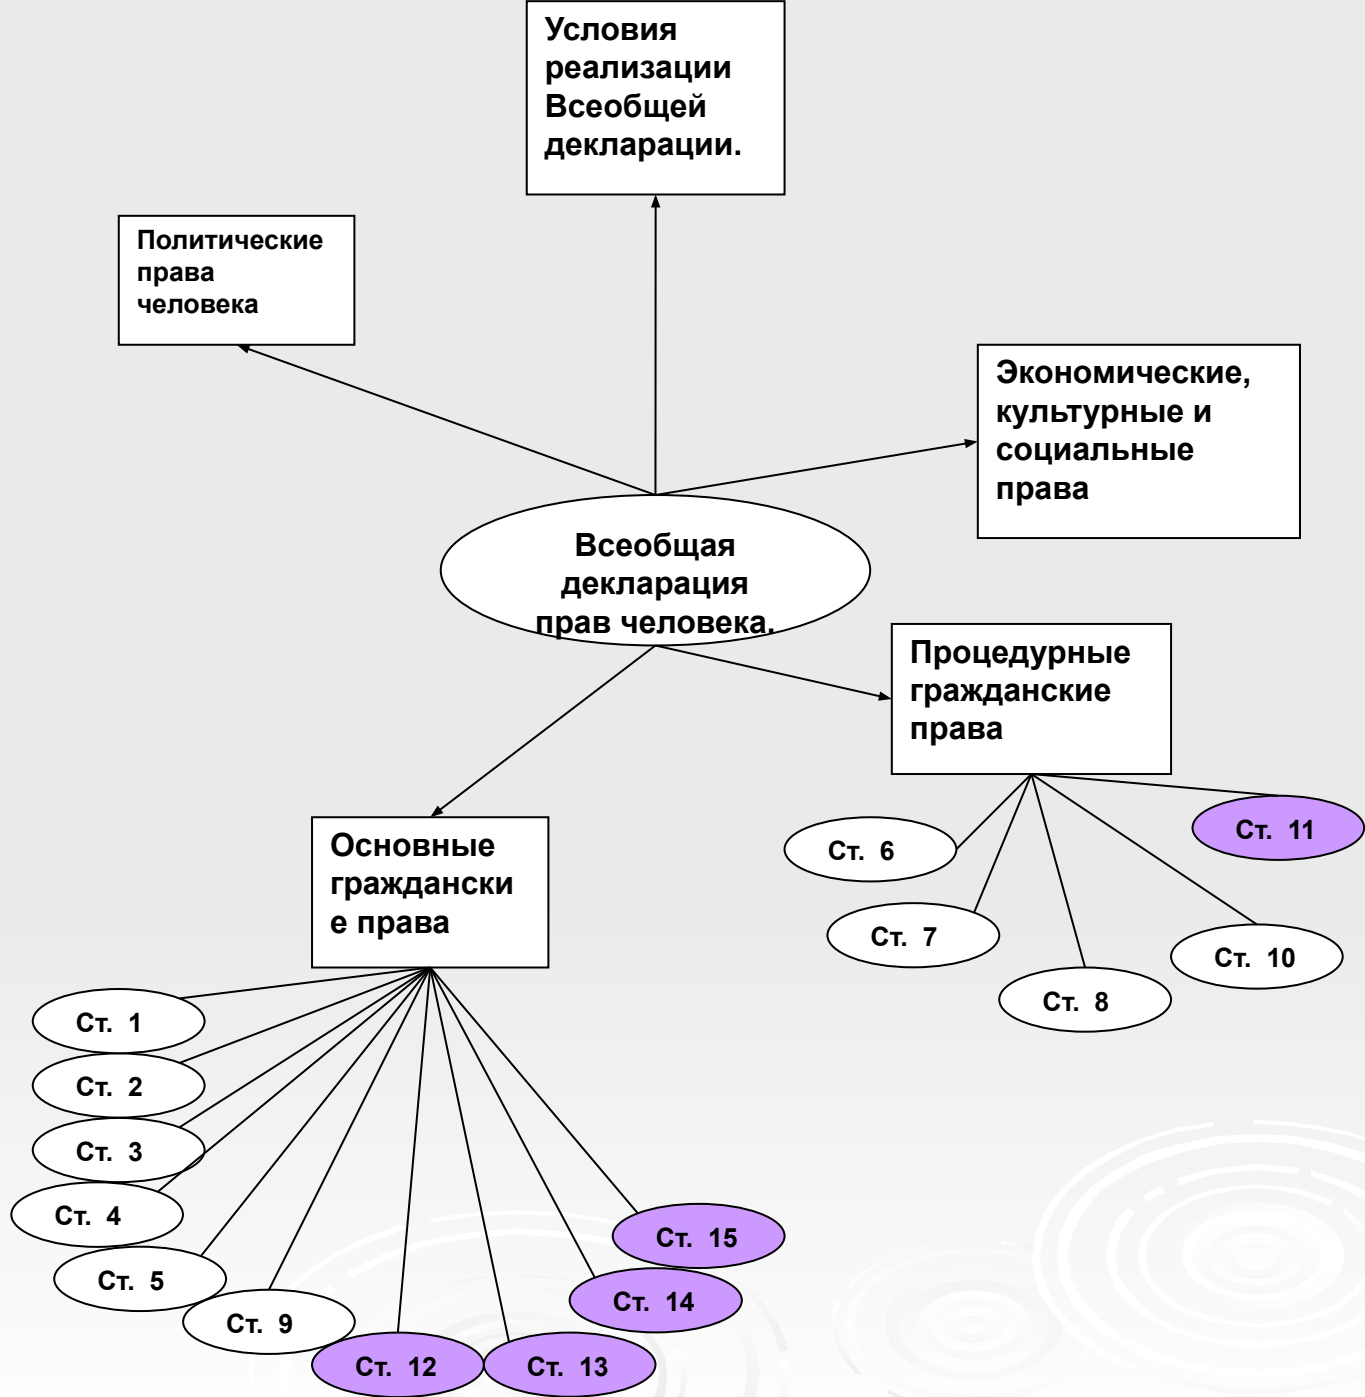 Условия
реализации
Всеобщей
декларации.
Политические
права
человека
Экономические,
культурные и
социальные
права
Всеобщая
декларация
прав человека.
Процедурные
гражданские
права
Основные
граждански
е права
Ст. 11
Ст. 6
Ст. 7
Ст. 10
Ст. 8
Ст. 1
Ст. 2
Ст. 3
Ст. 4
Ст. 5
Ст. 9
Ст. 12
Ст. 13
Ст. 14
Ст. 15